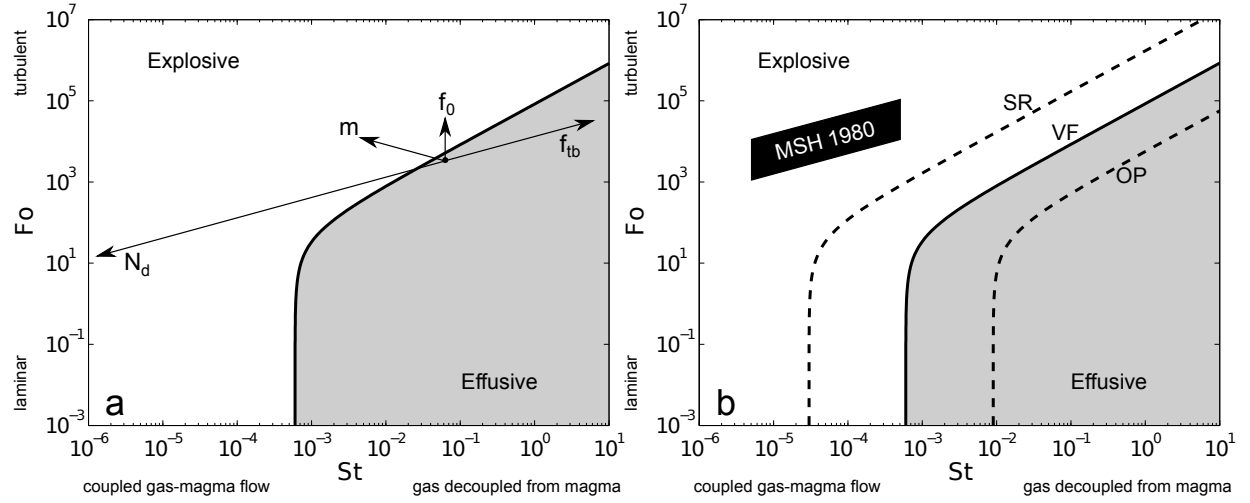 turbulent
Fo
laminar
10^7
10^5
10^3
10^1
10^-1
10^-3
Explosive
f_0
m
f_tb
N_d
Effusive
a
10^-6 10^-5 10^-4 10^-3 10^-2 10^-1 10^0 10^1
St
coupled gas-magma flow gas decoupled from magma
turbulent
Fo
laminar
10^7
10^5
10^3
10^1
10^-1
10^-3
Explosive
SR
MSH 1980
VF
OP
Effusive
b
10^-6 10^-5 10^-4 10^-3 10^-2 10^-1 10^0 10^1
St
coupled gas-magma flow gas decoupled from magma